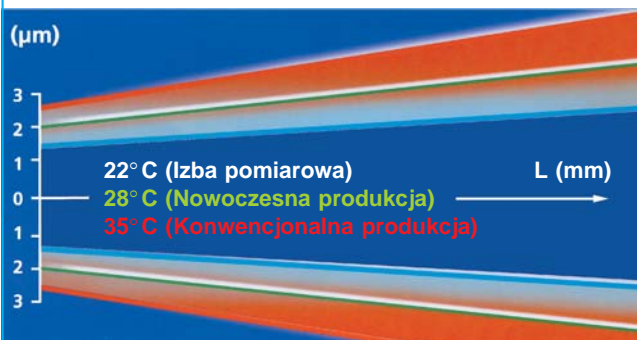 (µm)
3
2
1
22° C (Izba pomiarowa) L (mm)
0
28° C (Nowoczesna produkcja)
35° C (Konwencjonalna produkcja)
1
2
3